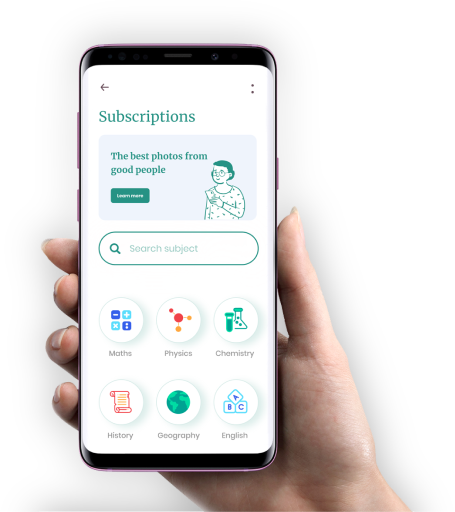 Subscriptions
The best photos from
good people
Learn more
Search subject
Maths
Physics
Chemistry
History
Geography
English
B C